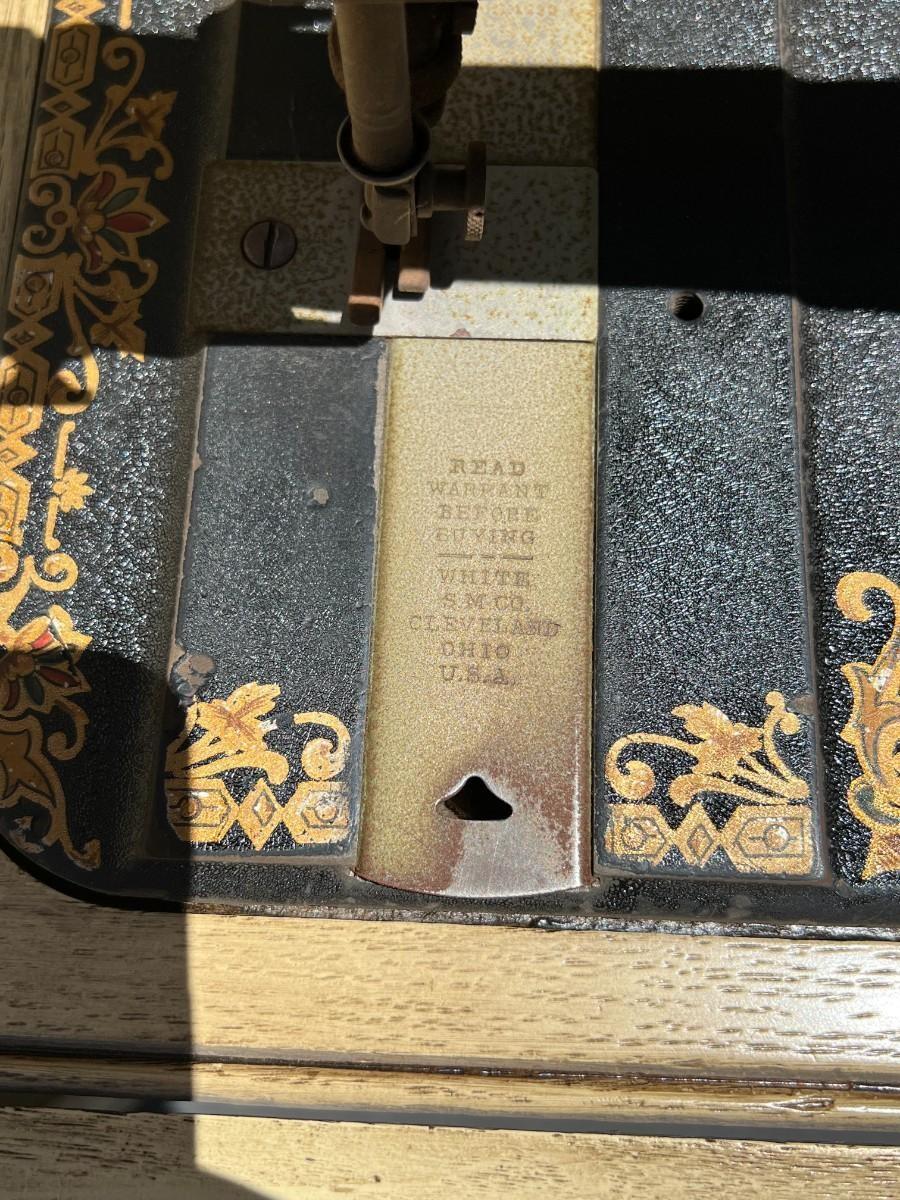 READ
WARRANT
BEFORE
BUYING
WHITE
S.M.CO.
CLEVELAND
OHIO
U.S.A.